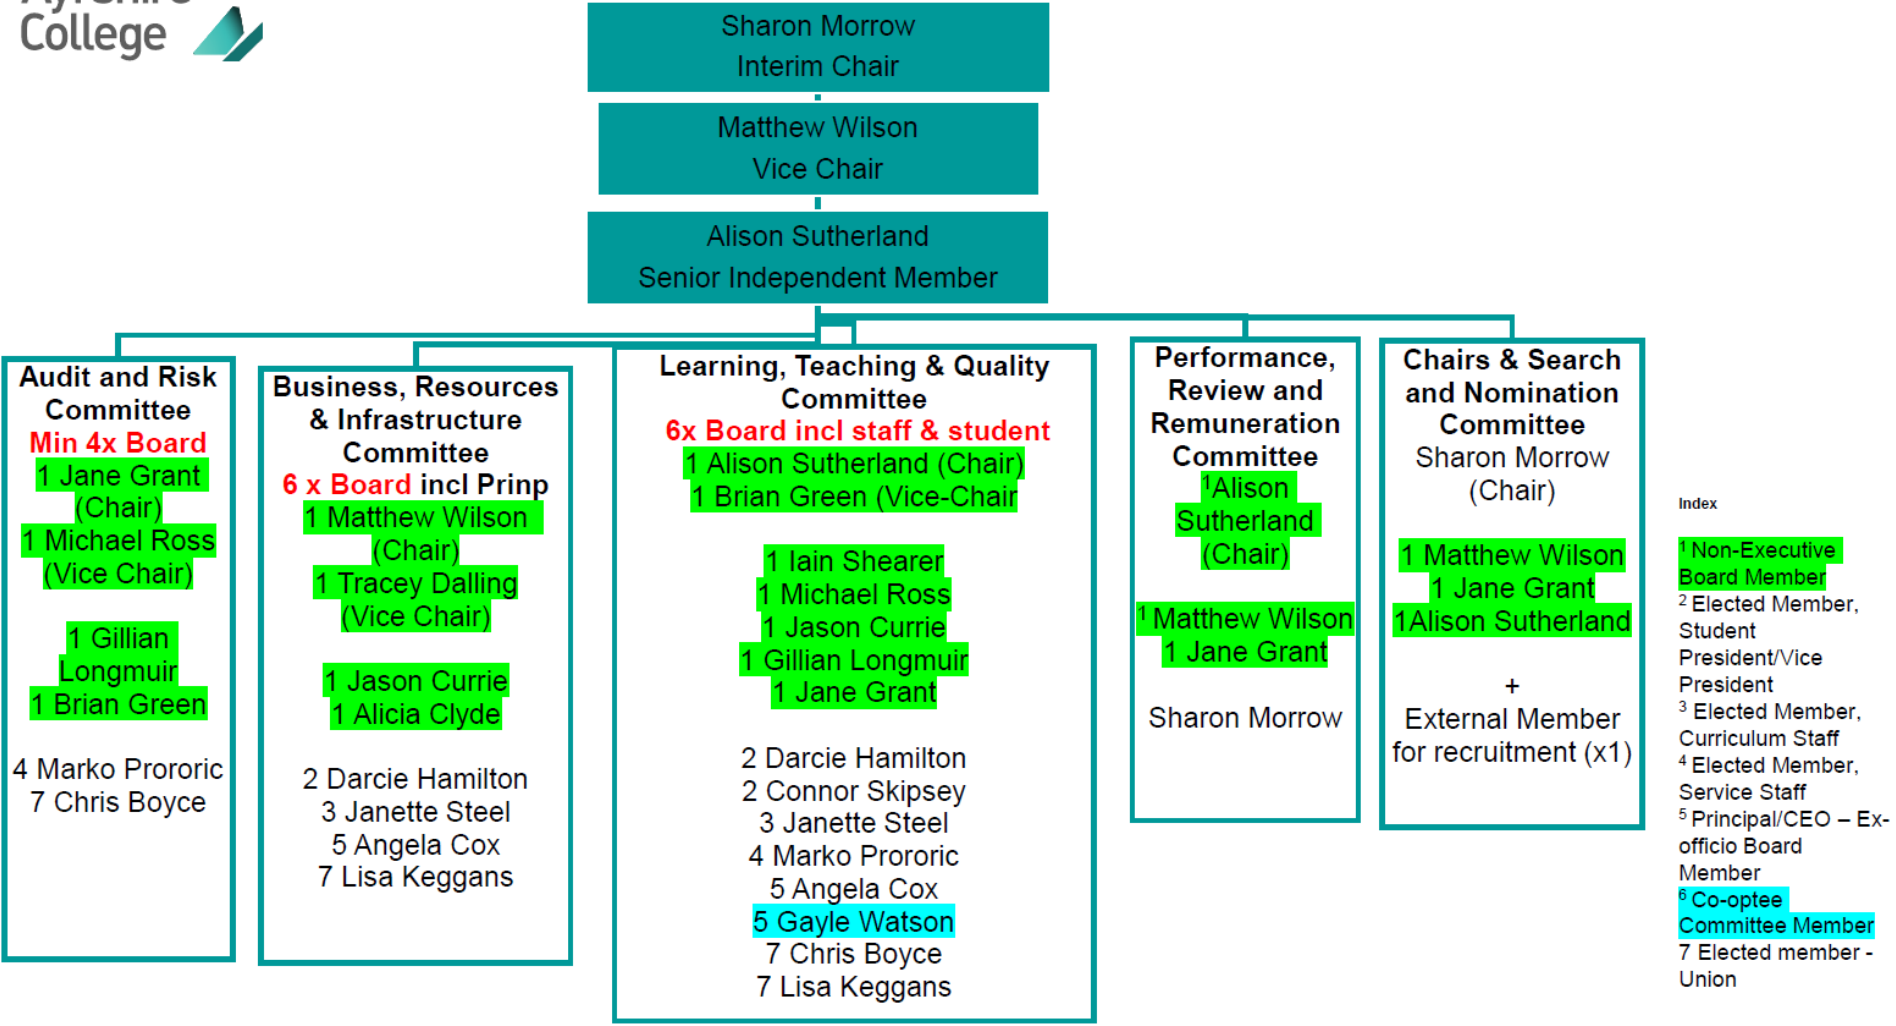 College
Sharon Morrow
Interim Chair
Matthew Wilson
Vice Chair
Alison Sutherland
Senior Independent Member
Audit and Risk
Committee
Min 4x Board
1 Jane Grant
(Chair)
1 Michael Ross
(Vice Chair)
1 Gillian
Longmuir
1 Brian Green
4 Marko Prororic
7 Chris Boyce
Business, Resources
& Infrastructure
Committee
6 x Board incl Prinp
1 Matthew Wilson
(Chair)
1 Tracey Dalling
(Vice Chair)
1 Jason Currie
1 Alicia Clyde
2 Darcie Hamilton
3 Janette Steel
5 Angela Cox
7 Lisa Keggans
Learning, Teaching & Quality
Committee
6x Board incl staff & student
1 Alison Sutherland (Chair)
1 Brian Green (Vice-Chair
1 Iain Shearer
1 Michael Ross
1 Jason Currie
1 Gillian Longmuir
1 Jane Grant
2 Darcie Hamilton
2 Connor Skipsey
3 Janette Steel
4 Marko Prororic
5 Angela Cox
5 Gayle Watson
7 Chris Boyce
7 Lisa Keggans
Performance,
Review and
Remuneration
Committee
¹Alison
Sutherland
(Chair)
¹ Matthew Wilson
1 Jane Grant
Sharon Morrow
Chairs & Search
and Nomination
Committee
Sharon Morrow
(Chair)
1 Matthew Wilson
1 Jane Grant
1Alison Sutherland
+
External Member
for recruitment (x1)
Index
¹ Non-Executive
Board Member
² Elected Member,
Student
President/Vice
President
³ Elected Member,
Curriculum Staff
⁴ Elected Member,
Service Staff
⁵ Principal/CEO – Ex-
officio Board
Member
⁶ Co-optee
Committee Member
7 Elected member -
Union